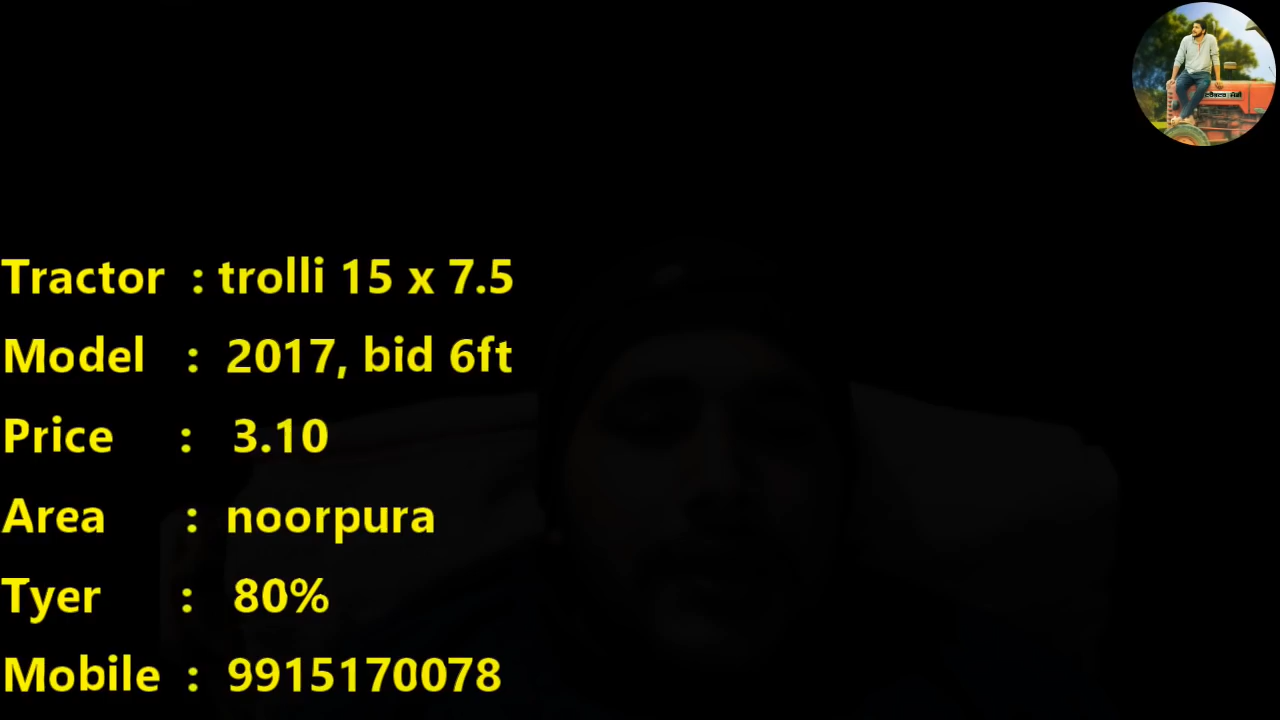 Tractor : trolli 15 x 7.5
Model : 2017, bid 6ft
Price : 3.10
Area : noorpura
Tyer : 80%
Mobile : 9915170078